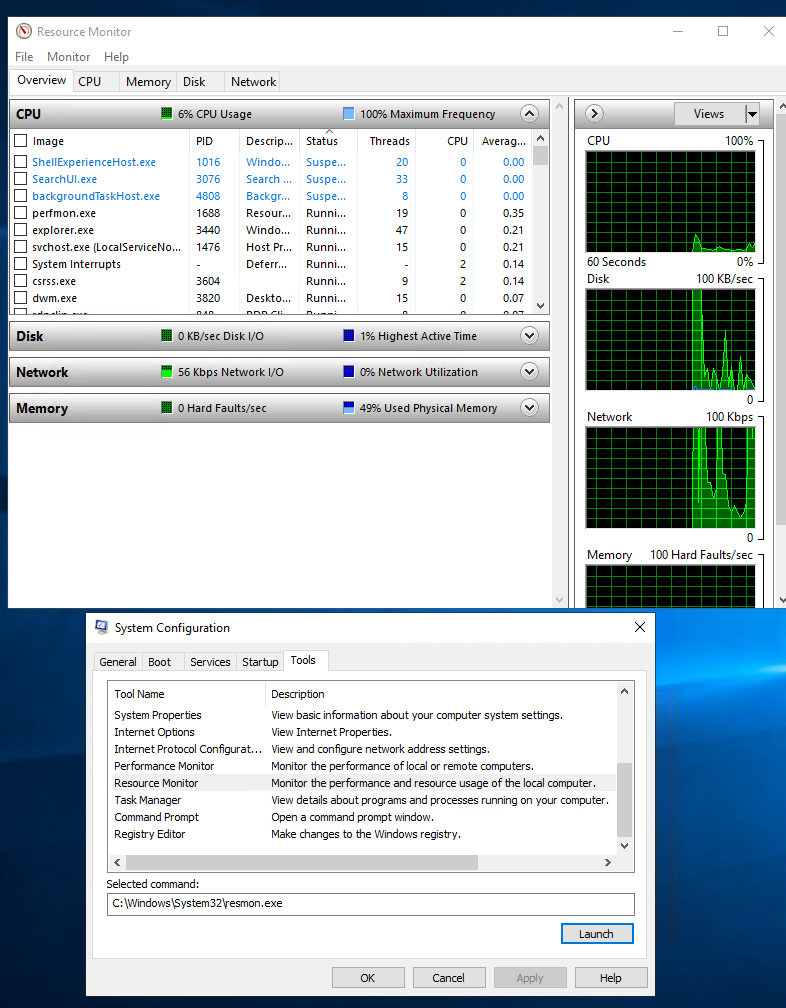 Resource Monitor
File Monitor Help
Overview CPU Memory Disk Network
CPU 6% CPU Usage 100% Maximum Frequency
Image PID Descrip... Status Threads CPU Averag...
ShellExperienceHost.exe 1016 Windo... Suspe... 20 0 0.00
SearchUI.exe 3076 Search ... Suspe... 33 0 0.00
backgroundTaskHost.exe 4808 Backgr... Suspe... 8 0 0.00
perfmon.exe 1688 Resour... Runni... 19 0 0.35
explorer.exe 3440 Windo... Runni... 47 0 0.21
svchost.exe (LocalServiceNo... 1476 Host Pr... Runni... 15 0 0.21
System Interrupts - Deferr... Runni... - 2 0.14
csrss.exe 3604 Runni... 9 2 0.14
dwm.exe 3820 Deskto... Runni... 15 0 0.07
Disk 0 KB/sec Disk I/O 1% Highest Active Time
Network 56 Kbps Network I/O 0% Network Utilization
Memory 0 Hard Faults/sec 49% Used Physical Memory
Views
CPU 100%
60 Seconds 0%
Disk 100 KB/sec
0
Network 100 Kbps
0
Memory 100 Hard Faults/sec
System Configuration
General Boot Services Startup Tools
Tool Name Description
System Properties View basic information about your computer system settings.
Internet Options View Internet Properties.
Internet Protocol Configurat... View and configure network address settings.
Performance Monitor Monitor the performance of local or remote computers.
Resource Monitor Monitor the performance and resource usage of the local computer.
Task Manager View details about programs and processes running on your computer.
Command Prompt Open a command prompt window.
Registry Editor Make changes to the Windows registry.
Selected command:
C:\Windows\System32\resmon.exe
Launch
OK Cancel Apply Help